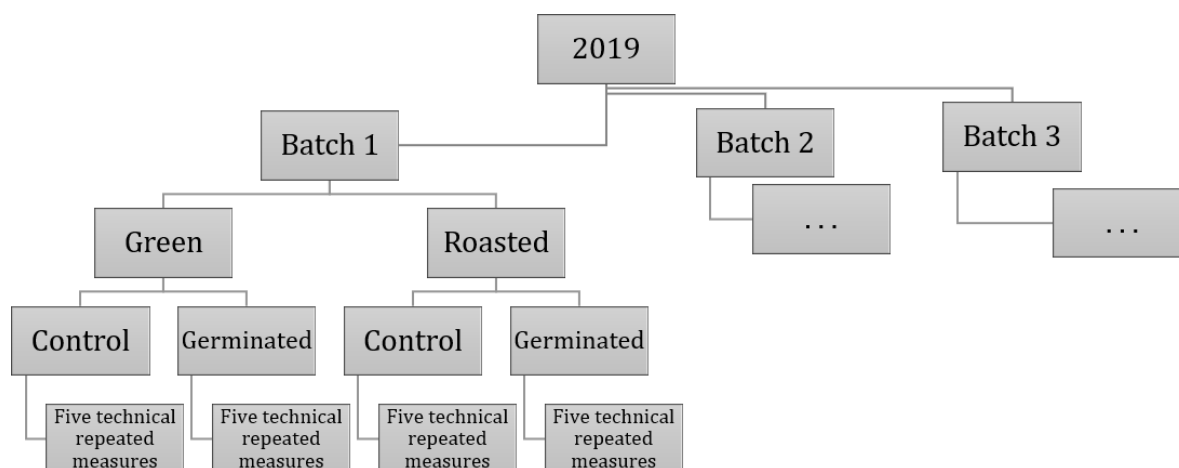 2019
Batch 1
Batch 2
Batch 3
Green
Roasted
. . .
. . .
Control
Germinated
Control
Germinated
Five technical
repeated
measures
Five technical
repeated
measures
Five technical
repeated
measures
Five technical
repeated
measures